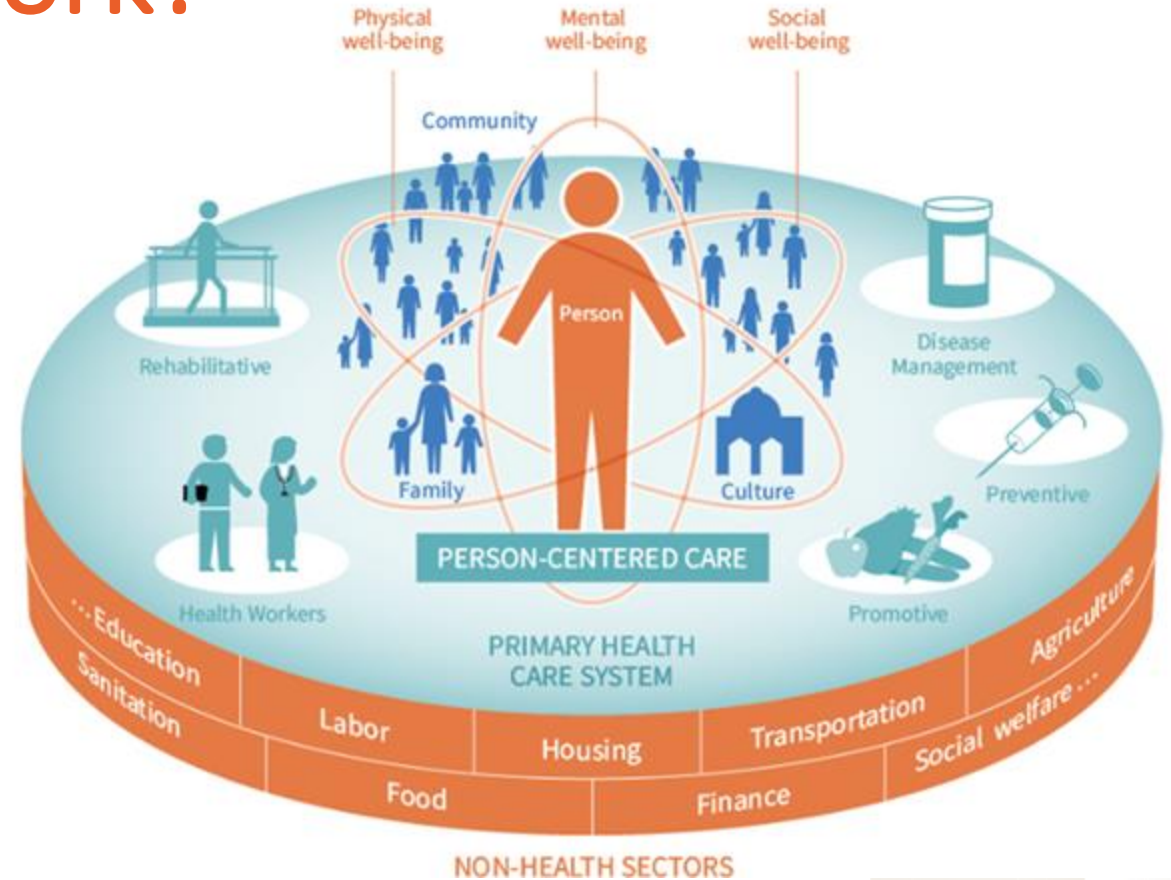 Physical
well-being
Mental
well-being
Social
well-being
Community
Person
Rehabilitative
Disease
Management
Family
Culture
Preventive
PERSON-CENTERED CARE
Health Workers
Promotive
PRIMARY HEALTH
CARE SYSTEM
...Education
Labor
Housing
Transportation
Agriculture
Sanitation
Food
Finance
Social welfare...
NON-HEALTH SECTORS